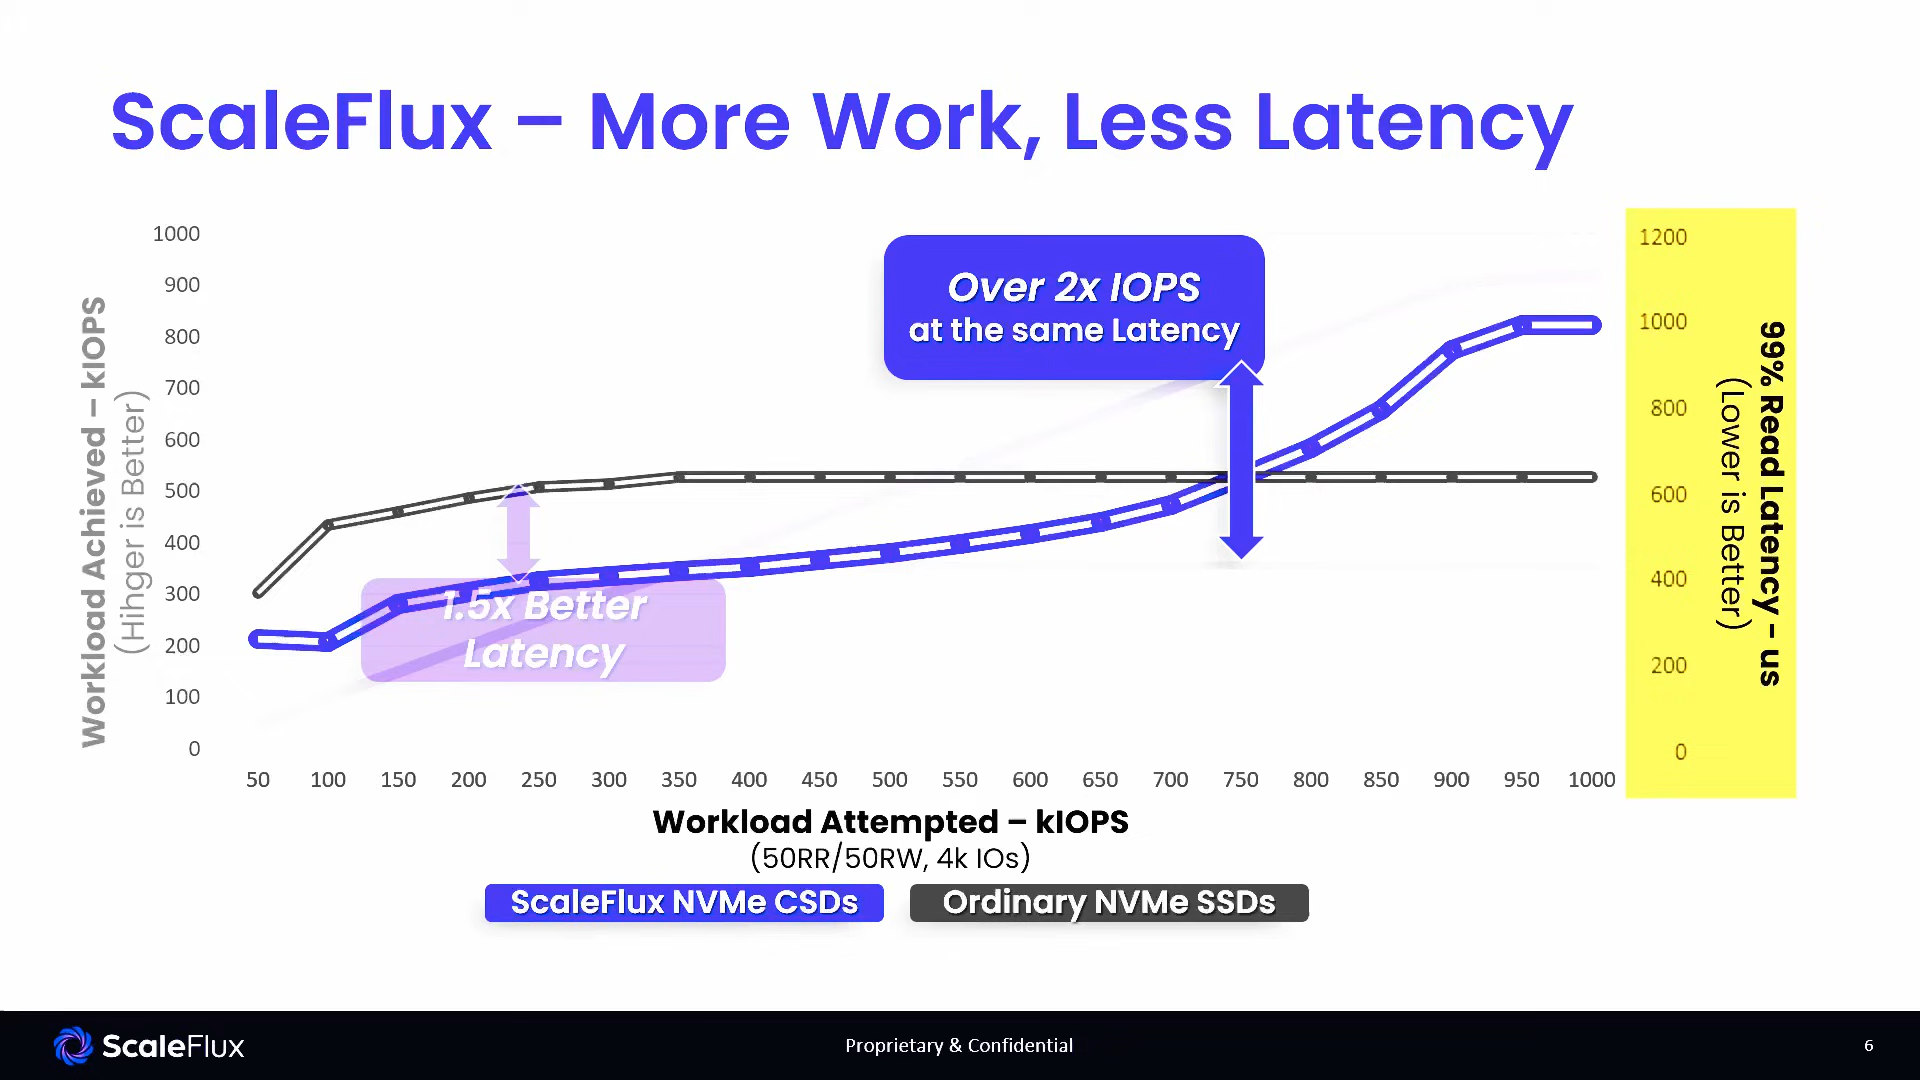 ScaleFlux – More Work, Less Latency
Workload Achieved – kIOPS
(Hihger is Better)
1000
900
800
700
600
500
400
300
200
100
0
Over 2x IOPS
at the same Latency
1.5x Better
Latency
1200
1000
800
600
400
200
0
99% Read Latency – us
(Lower is Better)
50 100 150 200 250 300 350 400 450 500 550 600 650 700 750 800 850 900 950 1000
Workload Attempted – kIOPS
(50RR/50RW, 4k IOs)
ScaleFlux NVMe CSDs
Ordinary NVMe SSDs
ScaleFlux
Proprietary & Confidential
6